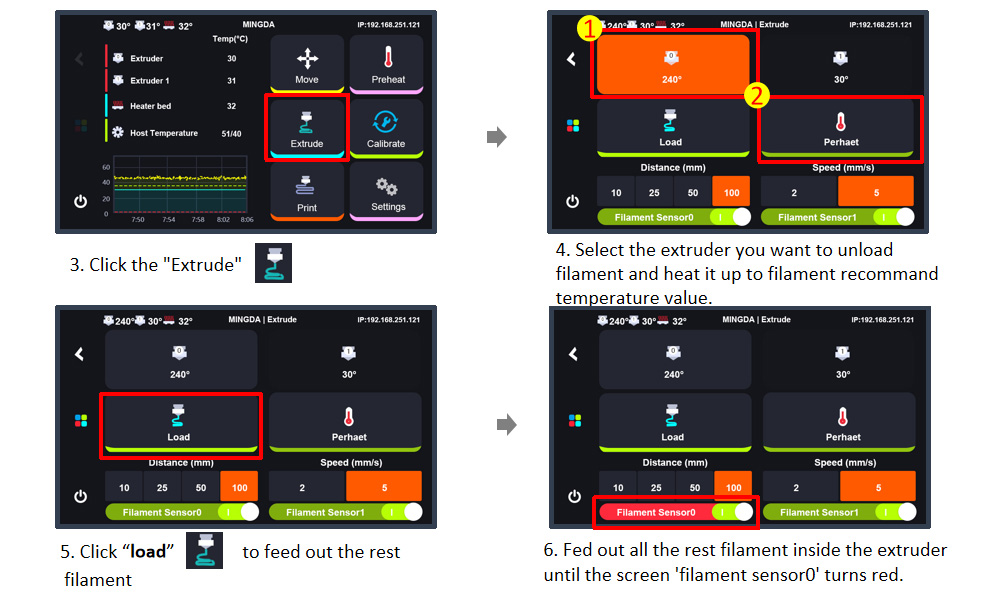 30° 31° 32° MINGDA IP:192.168.251.121
Temp(°C)
Extruder 30
Extruder 1 31
Heater bed 32
Host Temperature 51/40
60
40
20
0
7:50 7:54 7:58 8:02 8:06
Move
Preheat
Extrude
Calibrate
Print
Settings
3. Click the "Extrude"
1
2
240° 30° 32° MINGDA | Extrude IP:192.168.251.121
0
240°
1
30°
Load
Perhaet
Distance (mm) Speed (mm/s)
10 25 50 100 2 5
Filament Sensor0 Filament Sensor1
4. Select the extruder you want to unload
filament and heat it up to filament recommand
temperature value.
240° 30° 32° MINGDA | Extrude IP:192.168.251.121
0
240°
1
30°
Load
Perhaet
Distance (mm) Speed (mm/s)
10 25 50 100 2 5
Filament Sensor0 Filament Sensor1
5. Click “load” to feed out the rest
filament
240° 30° 32° MINGDA | Extrude IP:192.168.251.121
0
240°
1
30°
Load
Perhaet
Distance (mm) Speed (mm/s)
10 25 50 100 2 5
Filament Sensor0 Filament Sensor1
6. Fed out all the rest filament inside the extruder
until the screen 'filament sensor0' turns red.